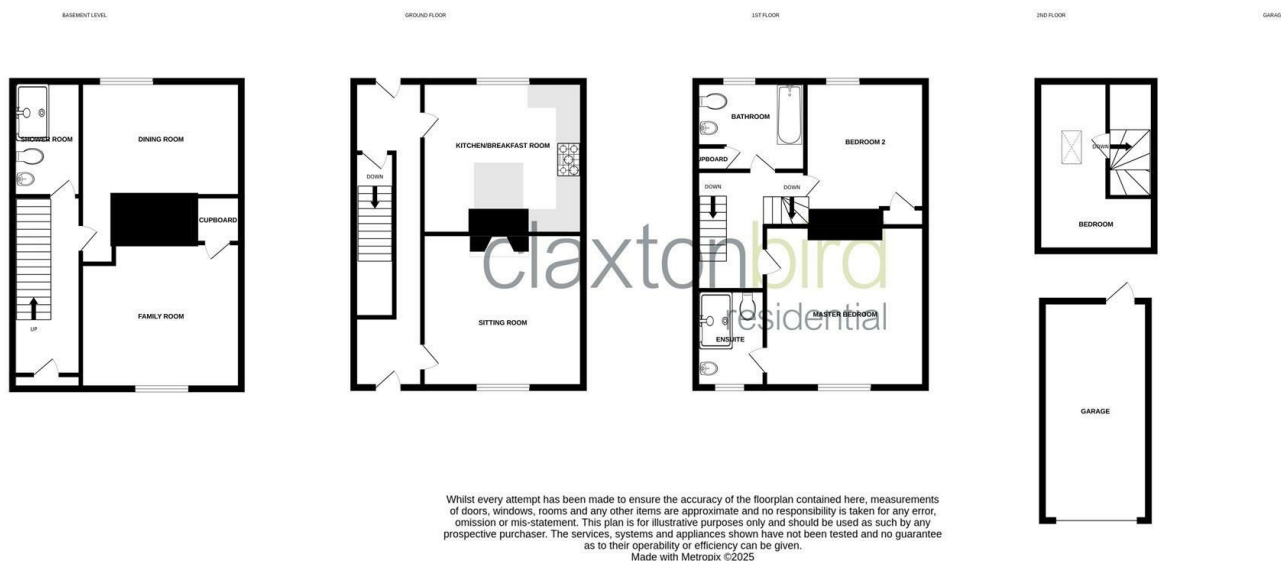 BASEMENT LEVEL
GROUND FLOOR
1ST FLOOR
2ND FLOOR
GARAG
SHOWER ROOM
DINING ROOM
CUPBOARD
FAMILY ROOM
UP
KITCHEN/BREAKFAST ROOM
DOWN
SITTING ROOM
BATHROOM
BEDROOM 2
UPBOARD
DOWN
DOWN
MASTER BEDROOM
ENSUITE
DOWN
BEDROOM
GARAGE
claxtonbird
residential
Whilst every attempt has been made to ensure the accuracy of the floorplan contained here, measurements
of doors, windows, rooms and any other items are approximate and no responsibility is taken for any error,
omission or mis-statement. This plan is for illustrative purposes only and should be used as such by any
prospective purchaser. The services, systems and appliances shown have not been tested and no guarantee
as to their operability or efficiency can be given.
Made with Metropix ©2025